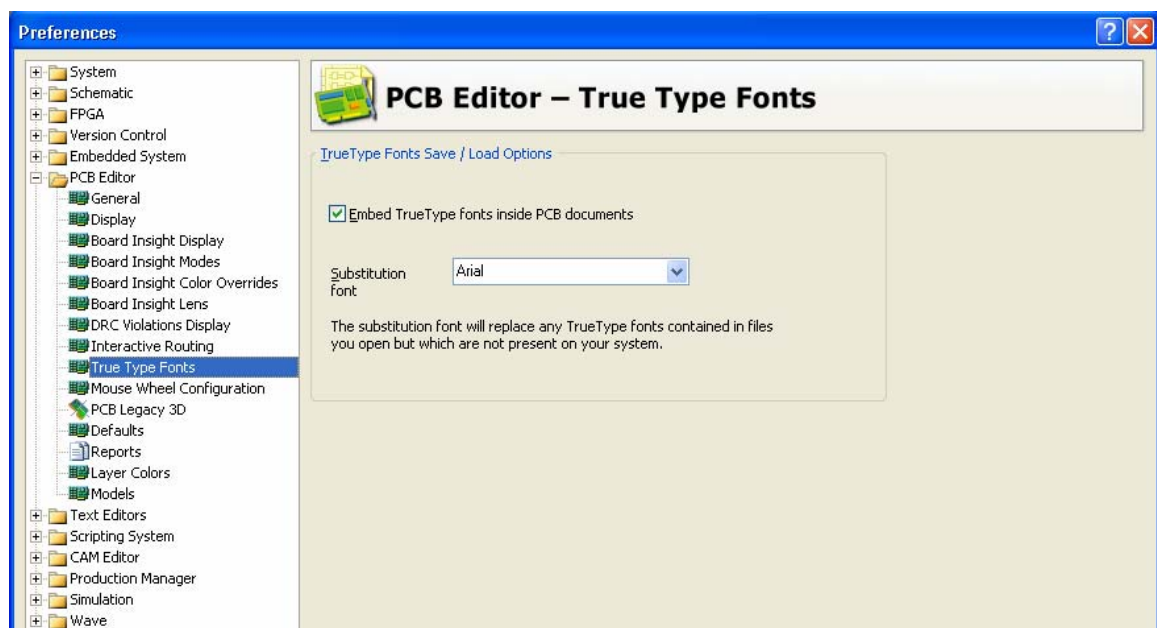 Preferences
System
Schematic
FPGA
Version Control
Embedded System
PCB Editor
General
Display
Board Insight Display
Board Insight Modes
Board Insight Color Overrides
Board Insight Lens
DRC Violations Display
Interactive Routing
True Type Fonts
Mouse Wheel Configuration
PCB Legacy 3D
Defaults
Reports
Layer Colors
Models
Text Editors
Scripting System
CAM Editor
Production Manager
Simulation
Wave
PCB Editor – True Type Fonts
TrueType Fonts Save / Load Options
Embed TrueType fonts inside PCB documents
Substitution
font
Arial
The substitution font will replace any TrueType fonts contained in files
you open but which are not present on your system.